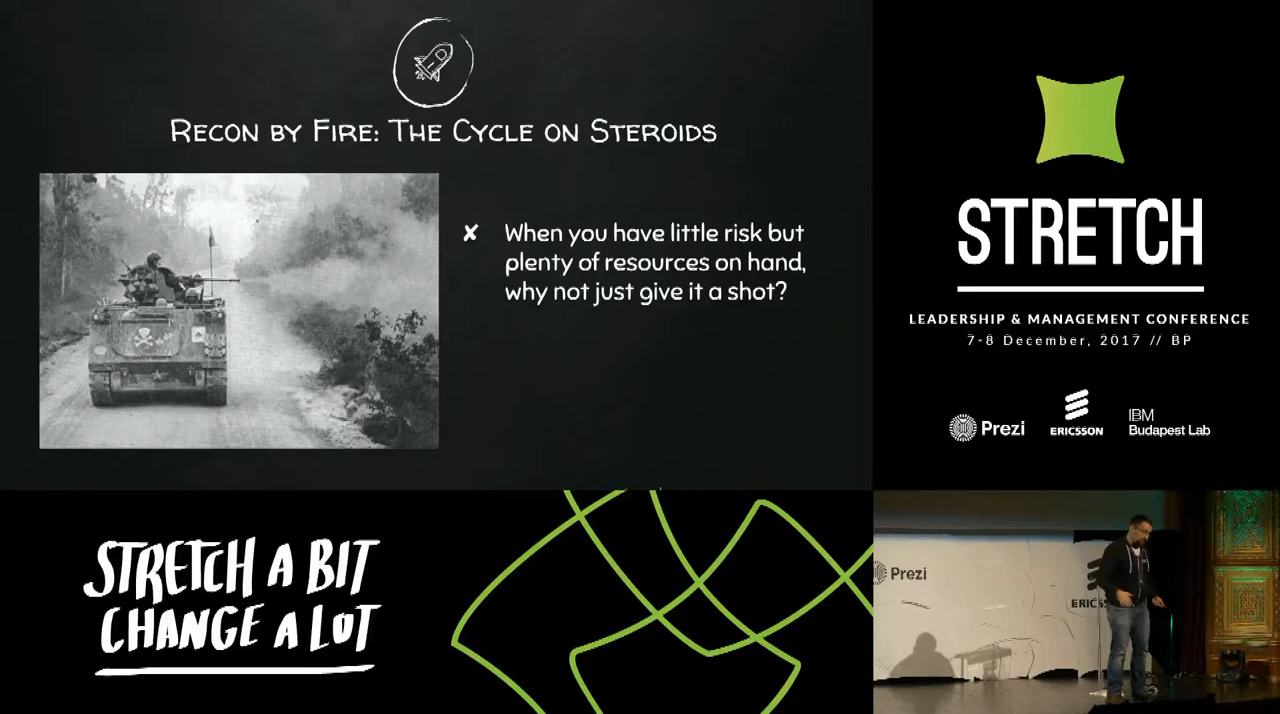 Recon by Fire: The Cycle on Steroids
✘ When you have little risk but
plenty of resources on hand,
why not just give it a shot?
STRETCH
LEADERSHIP & MANAGEMENT CONFERENCE
7-8 December, 2017 // BP
Prezi
ERICSSON
IBM
Budapest Lab
STRETCH A BIT
CHANGE A LOT
Prezi
ERICS